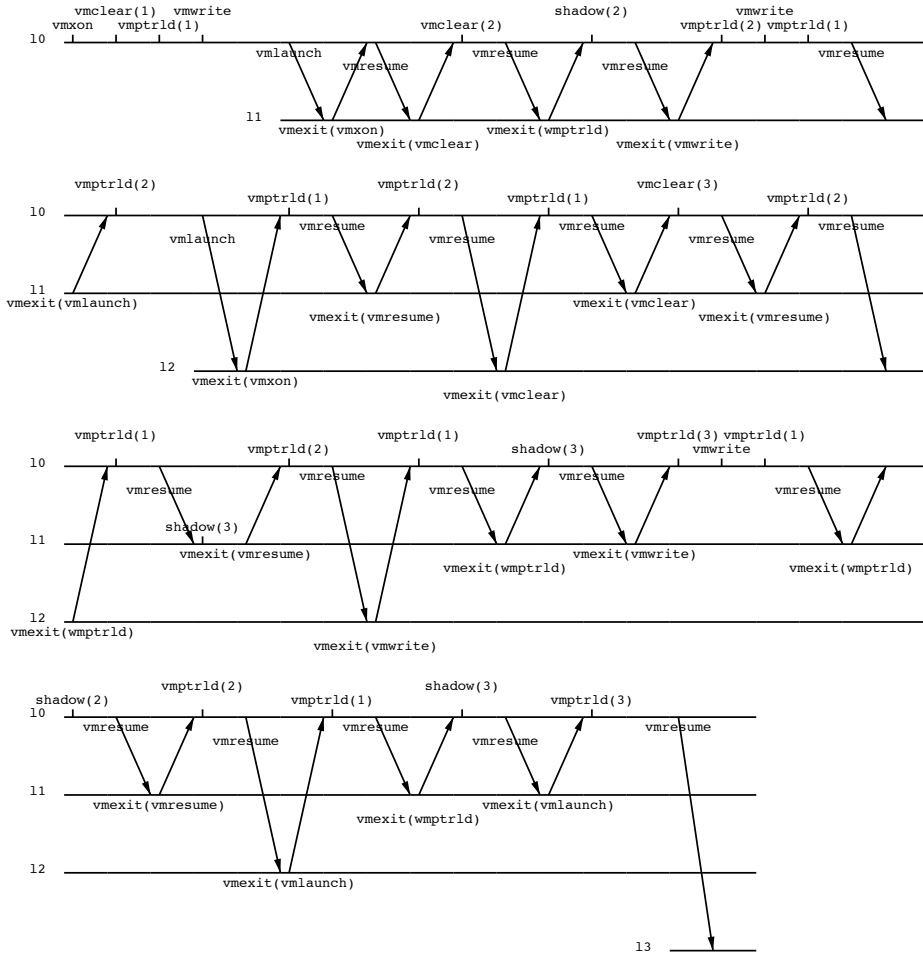 vmclear(1) vmwrite
vmxon vmptrld(1)
shadow(2)
vmclear(2)
vmwrite
vmptrld(2) vmptrld(1)
l0
vmlaunch vmresume vmresume vmresume vmresume
l1
vmexit(vmxon) vmexit(wmptrld)
vmexit(vmclear) vmexit(vmwrite)
vmptrld(2) vmptrld(2) vmclear(3)
vmptrld(1) vmptrld(1) vmptrld(2)
l0
vmresume vmresume vmresume vmresume vmresume
vmlaunch
l1
vmexit(vmlaunch) vmexit(vmclear)
vmexit(vmresume) vmexit(vmresume)
l2
vmexit(vmxon)
vmexit(vmclear)
vmptrld(1) vmptrld(1) vmptrld(3) vmptrld(1)
vmptrld(2) shadow(3) vmwrite
l0
vmresume vmresume vmresume vmresume vmresume
shadow(3)
l1
vmexit(vmresume) vmexit(vmwrite)
vmexit(wmptrld) vmexit(wmptrld)
l2
vmexit(wmptrld)
vmexit(vmwrite)
vmptrld(2) shadow(3)
shadow(2) vmptrld(1) vmptrld(3)
l0
vmresume vmresume vmresume vmresume vmresume
l1
vmexit(vmresume) vmexit(vmlaunch)
vmexit(wmptrld)
l2
vmexit(vmlaunch)
l3